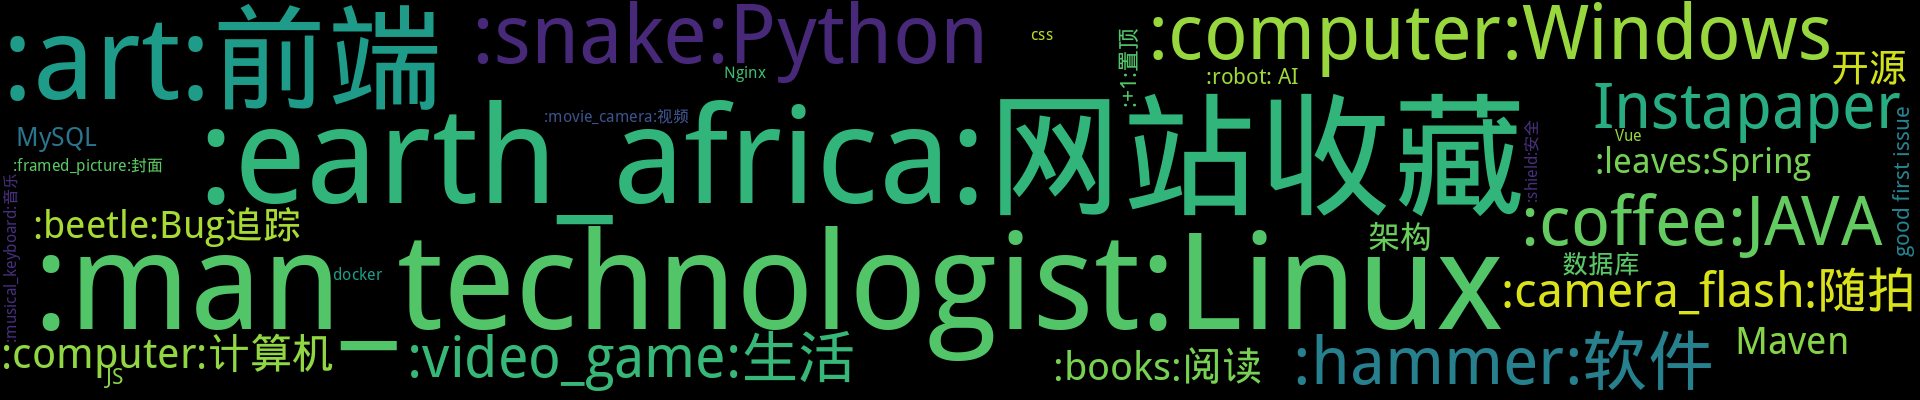 :art:前端
:snake:Python
css
:+1:置顶
:computer:Windows
开源
Nginx
:robot: AI
Instapaper
MySQL
:movie_camera:视频
:earth_africa:网站收藏
:shield:安全
Vue
:framed_picture:封面
:leaves:Spring
good first issue
:musical_keyboard:音乐
:beetle:Bug追踪
架构
:coffee:JAVA
:man_technologist:Linux
docker
数据库
:camera_flash:随拍
:computer:计算机
JS
:video_game:生活
:books:阅读
:hammer:软件
Maven